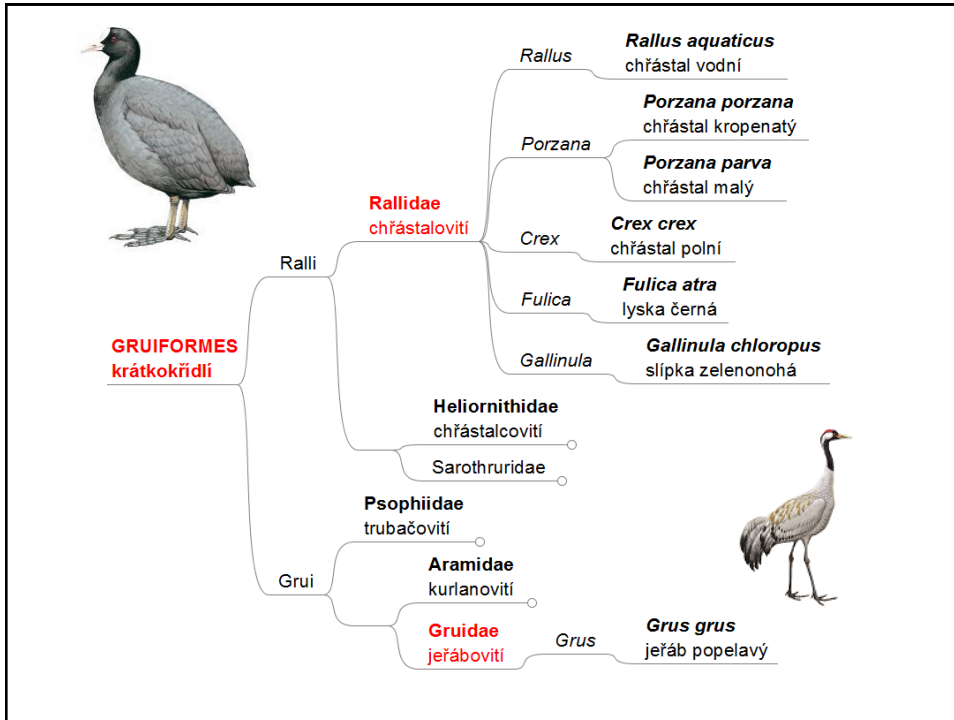 Rallus
Rallus aquaticus
chřástal vodní
Porzana
Porzana porzana
chřástal kropenatý
Porzana parva
chřástal malý
Rallidae
chřástalovití
Crex
Crex crex
chřástal polní
Ralli
Fulica
Fulica atra
lyska černá
GRUIFORMES
krátkokřídlí
Gallinula
Gallinula chloropus
slípka zelenonohá
Heliornithidae
chřástalcovití
Sarothruridae
Psophiidae
trubačovití
Grui
Aramidae
kurlanovití
Gruidae
jeřábovití
Grus
Grus grus
jeřáb popelavý